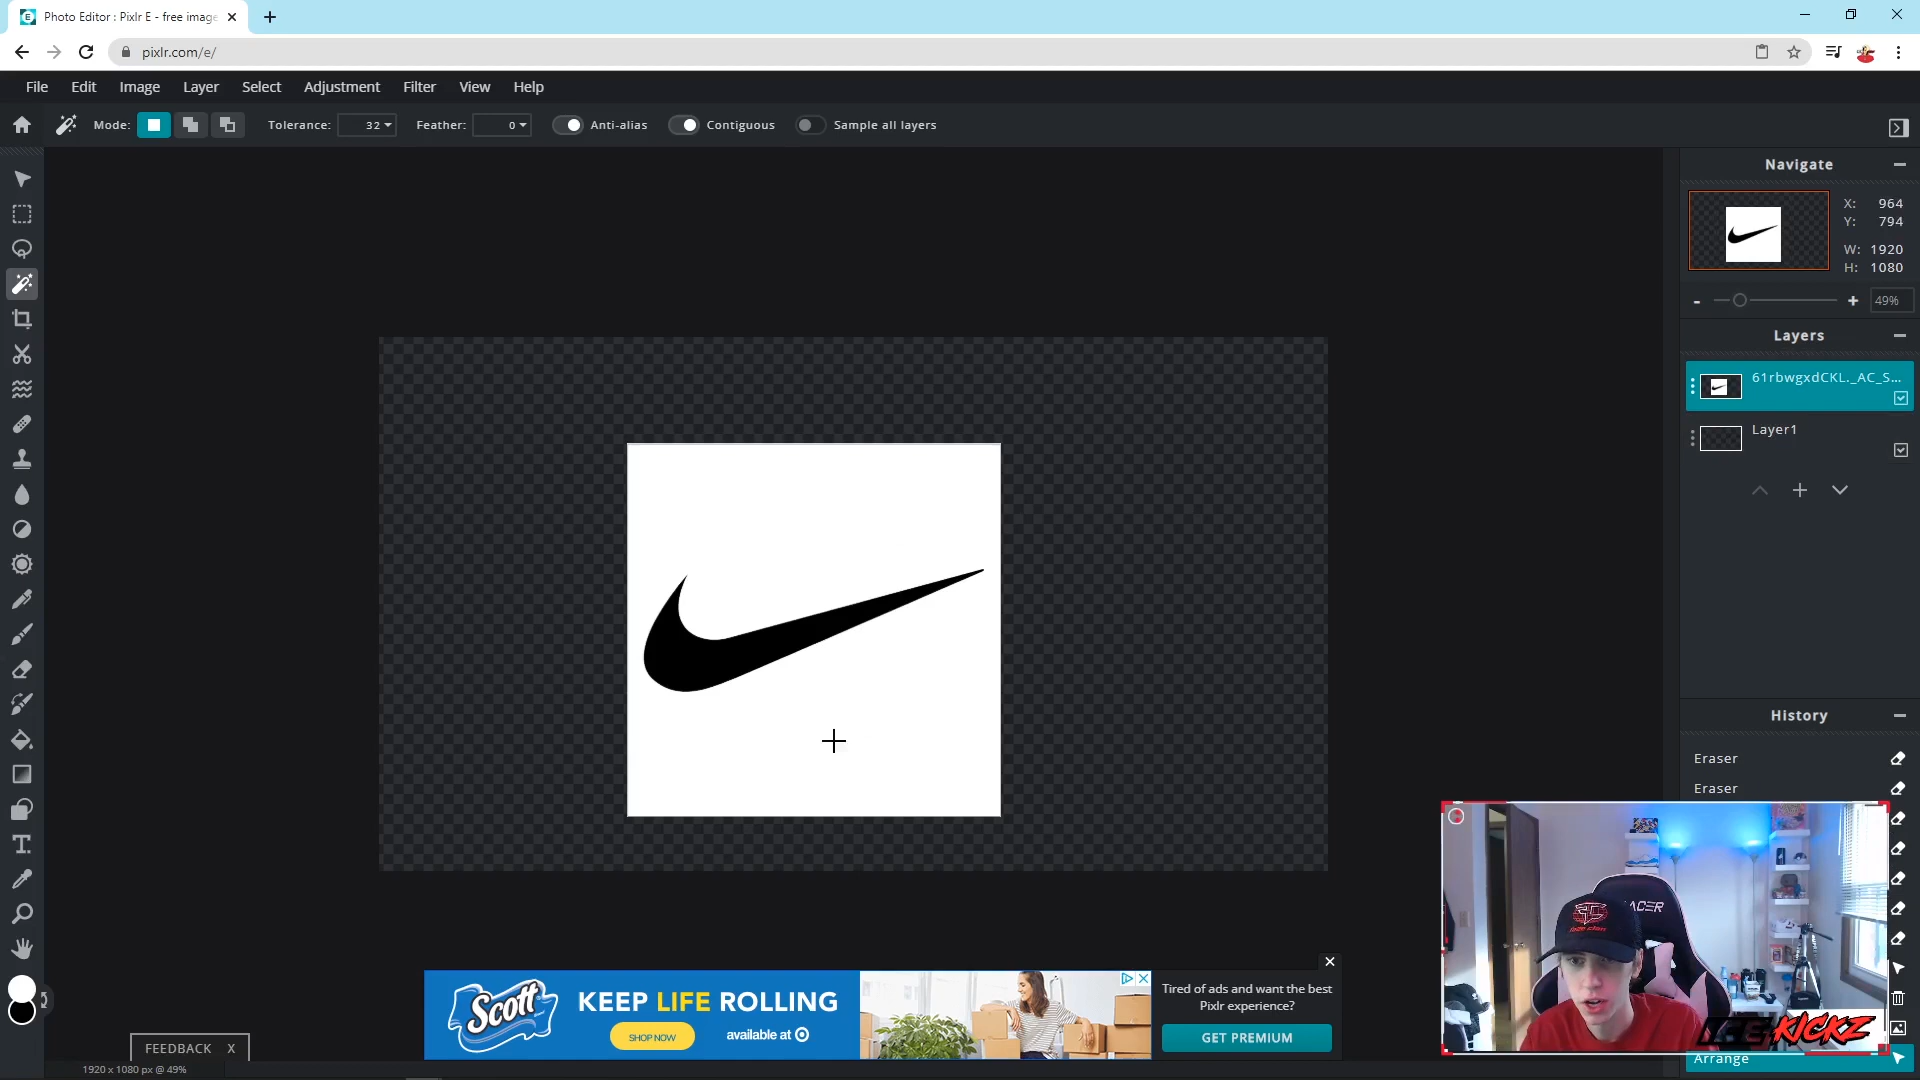 Photo Editor : Pixlr E - free image
pixlr.com/e/
File Edit Image Layer Select Adjustment Filter View Help
Mode: Tolerance: 32 Feather: 0 Anti-alias Contiguous Sample all layers
Navigate
X: 964
Y: 794
W: 1920
H: 1080
49%
Layers
61rbwgxdCKL._AC_S...
Layer1
History
Eraser
Eraser
Arrange
ACER
KICKZ
Scott
KEEP LIFE ROLLING
SHOP NOW
available at
Tired of ads and want the best
Pixlr experience?
GET PREMIUM
FEEDBACK X
1920 x 1080 px @ 49%